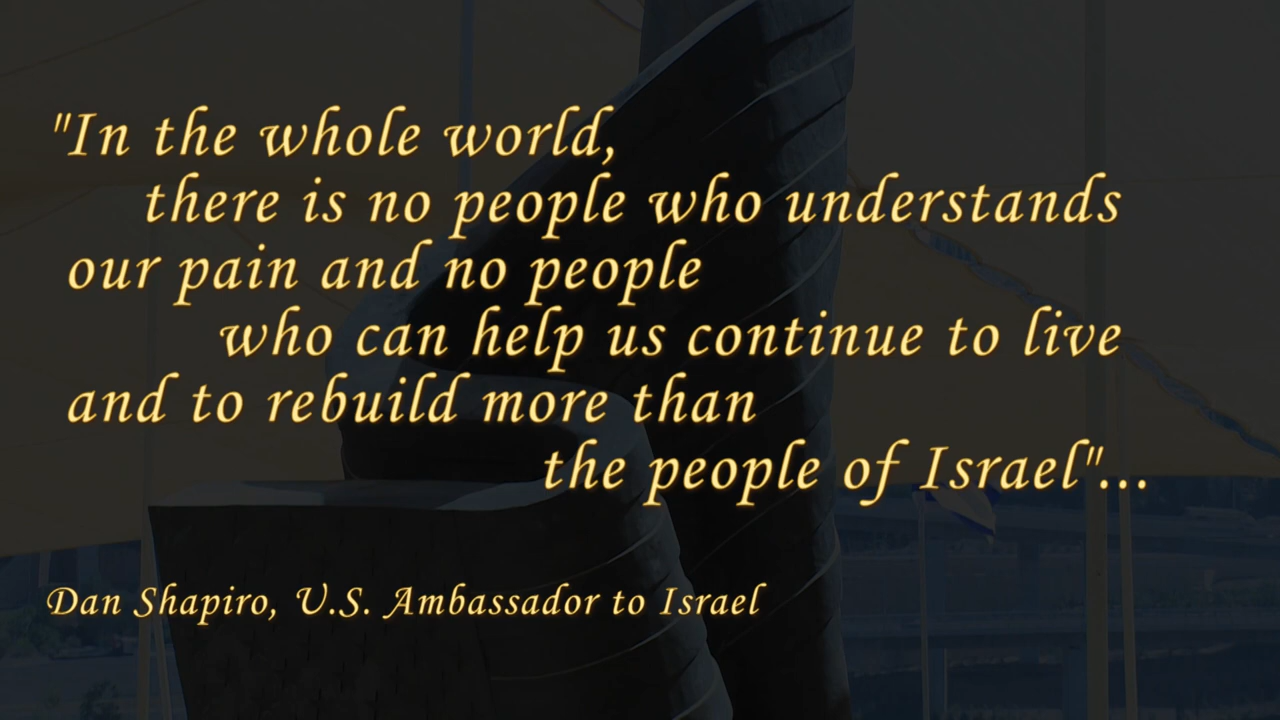 "In the whole world,
there is no people who understands
our pain and no people
who can help us continue to live
and to rebuild more than
the people of Israel"...
Dan Shapiro, U.S. Ambassador to Israel